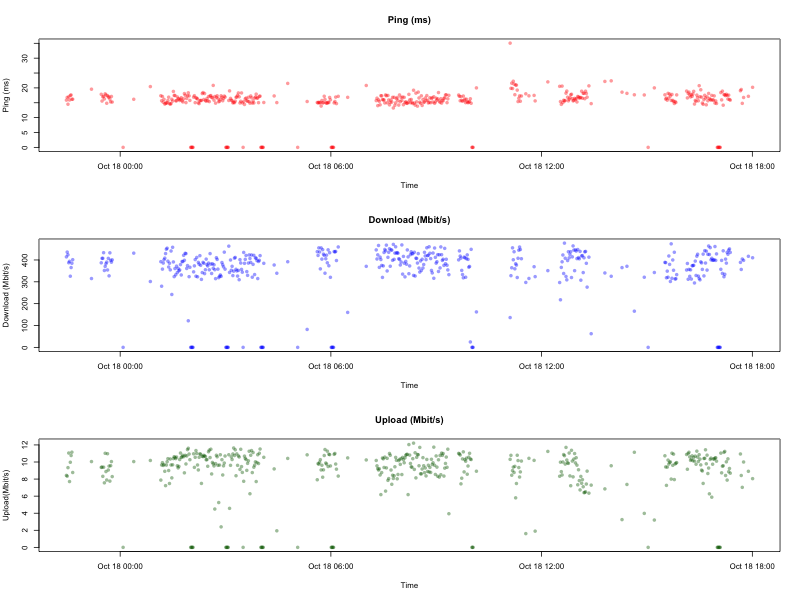 Ping (ms)
Ping (ms)
0
5
10
20
30
Oct 18 00:00
Oct 18 06:00
Oct 18 12:00
Oct 18 18:00
Time
Download (Mbit/s)
Download (Mbit/s)
0
100
200
300
400
Oct 18 00:00
Oct 18 06:00
Oct 18 12:00
Oct 18 18:00
Time
Upload (Mbit/s)
Upload(Mbit/s)
0
2
4
6
8
10
12
Oct 18 00:00
Oct 18 06:00
Oct 18 12:00
Oct 18 18:00
Time